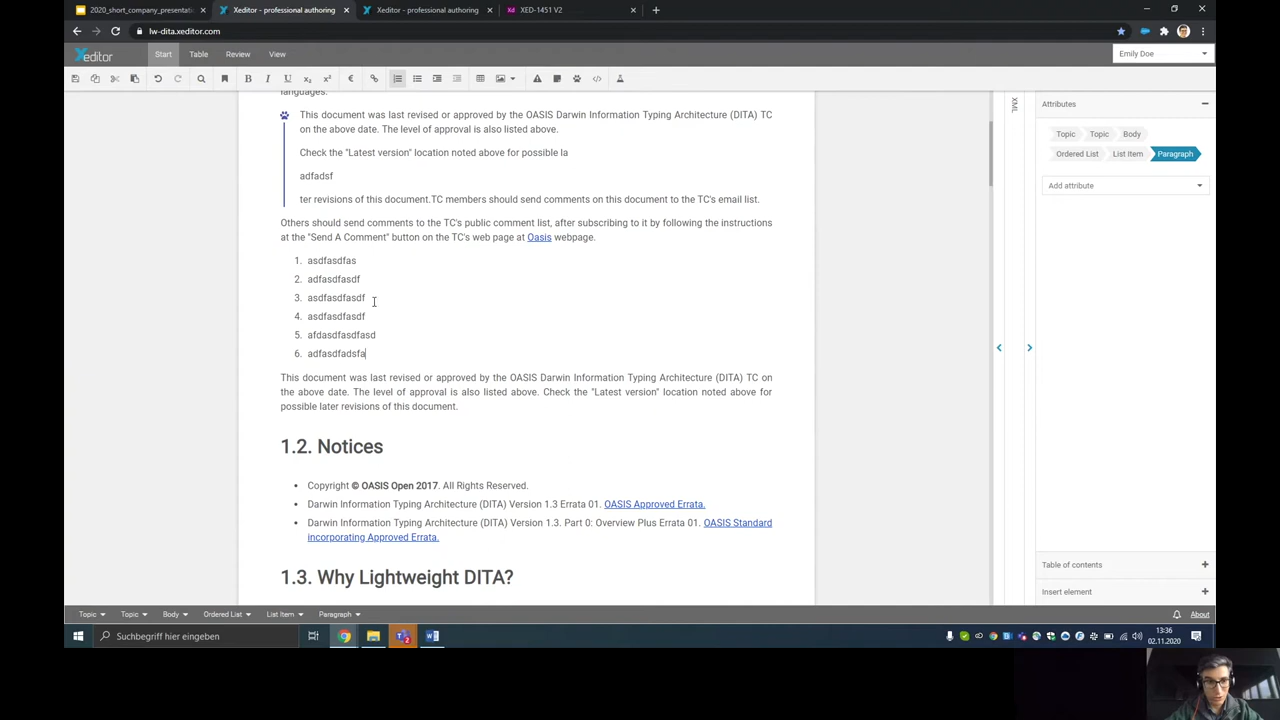 2020_short_company_presentati
Xeditor - professional authoring
Xeditor - professional authoring
XED-1451 V2
lw-dita.xeditor.com
Xeditor
Start
Table
Review
View
Emily Doe
languages.
This document was last revised or approved by the OASIS Darwin Information Typing Architecture (DITA) TC
on the above date. The level of approval is also listed above.
Check the "Latest version" location noted above for possible la
adfadsf
ter revisions of this document.TC members should send comments on this document to the TC's email list.
Others should send comments to the TC's public comment list, after subscribing to it by following the instructions
at the "Send A Comment" button on the TC's web page at Oasis webpage.
1. asdfasdfas
2. adfasfasdf
3. asdfasdfasdf
4. asdfasdfasdf
5. afdasdfasdfasd
6. adfasdfadsfa
This document was last revised or approved by the OASIS Darwin Information Typing Architecture (DITA) TC on
the above date. The level of approval is also listed above. Check the "Latest version" location noted above for
possible later revisions of this document.
1.2. Notices
• Copyright © OASIS Open 2017. All Rights Reserved.
• Darwin Information Typing Architecture (DITA) Version 1.3 Errata 01. OASIS Approved Errata.
• Darwin Information Typing Architecture (DITA) Version 1.3. Part 0: Overview Plus Errata 01. OASIS Standard
incorporating Approved Errata.
1.3. Why Lightweight DITA?
XML
Attributes
Topic Topic Body
Ordered List List Item Paragraph
Add attribute
Table of contents
Insert element
Topic Topic Body Ordered List List Item Paragraph
About
Suchbegriff hier eingeben
13:36
02.11.2020